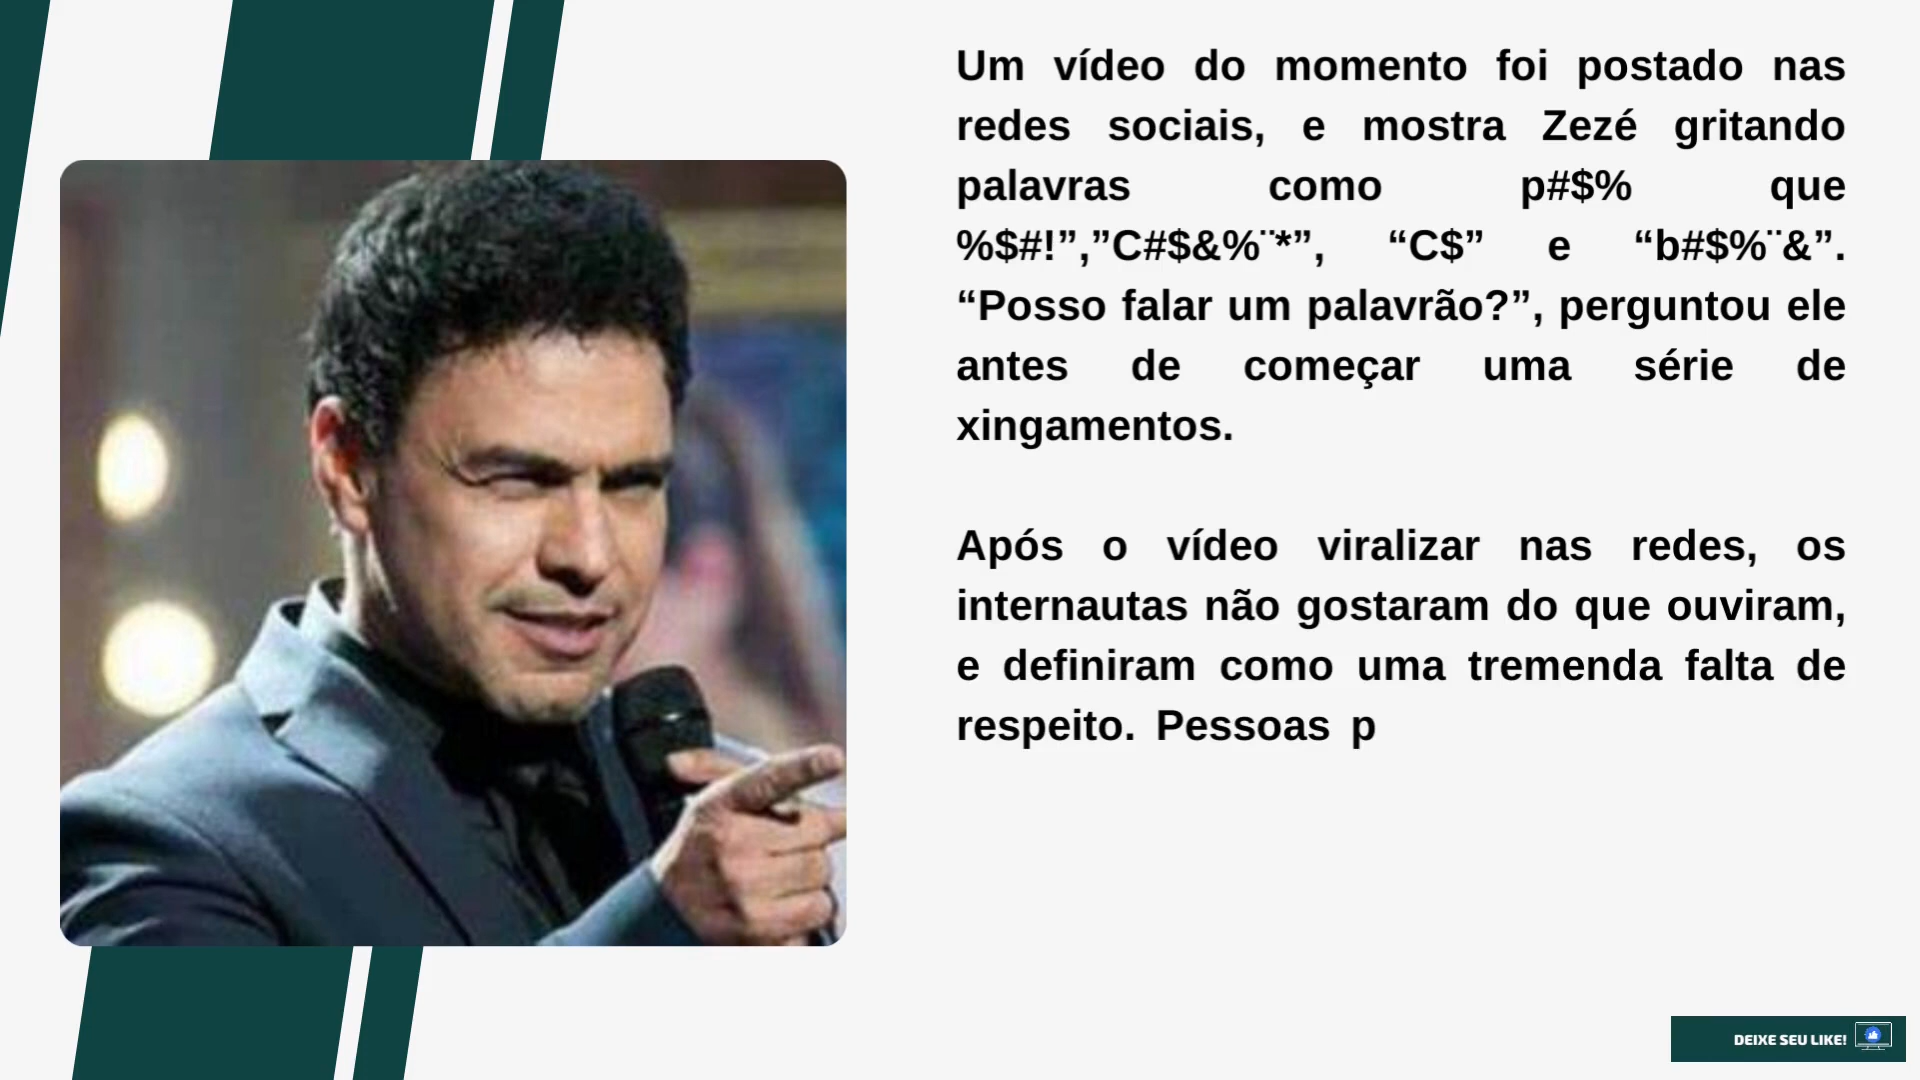 Um vídeo do momento foi postado nas
redes sociais, e mostra Zezé gritando
palavras como p#$% que
%$#!”,”C#$&%¨*”, “C$” e “b#$%¨&”.
“Posso falar um palavrão?”, perguntou ele
antes de começar uma série de
xingamentos.
Após o vídeo viralizar nas redes, os
internautas não gostaram do que ouviram,
e definiram como uma tremenda falta de
respeito. Pessoas p
DEIXE SEU LIKE!